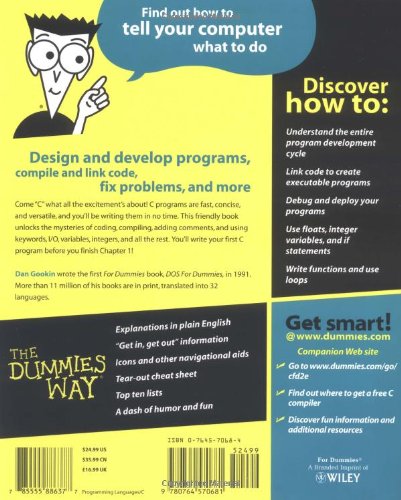 Find out how to
tell your computer
what to do
Discover
how to:
Understand the entire
program development
cycle
Link code to create
executable programs
Debug and deploy your
programs
Use floats, integer
variables, and if
statements
Write functions and use
loops
Design and develop programs,
compile and link code,
fix problems, and more
Come "C" what all the excitement's about! C programs are fast, concise,
and versatile, and you'll be writing them in no time. This friendly book
unlocks the mysteries of coding, compiling, adding comments, and using
keywords, I/O, variables, integers, and all the rest. You'll write your first C
program before you finish Chapter 1!
Dan Gookin wrote the first For Dummies book, DOS For Dummies, in 1991.
More than 11 million of his books are in print, translated into 32
languages.
THE
DUMMIES
WAY
Explanations in plain English
"Get in, get out" information
Icons and other navigational aids
Tear-out cheat sheet
Top ten lists
A dash of humor and fun
Get smart!
@www.dummies.com
Companion Web site
Go to www.dummies.com/go/
cfd2e
Find out where to get a free C
compiler
Discover fun information and
additional resources
For Dummies®
A Branded Imprint of
WILEY
$24.99 US
$35.99 CN
£16.99 UK
7 85555 88637 7
Programming Languages/C
ISBN 0-7645-7068-4
52499
9 780764 570681